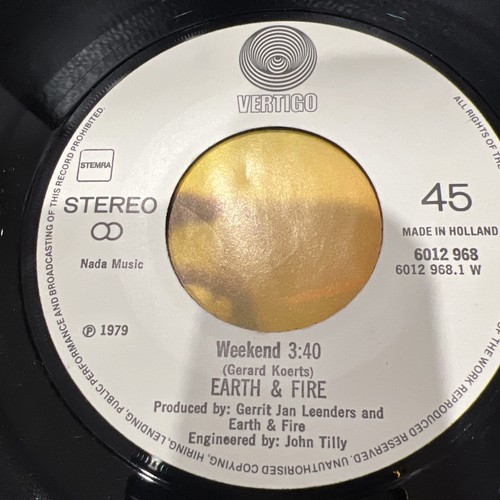 VERTIGO
STEMRA
STEREO
45
MADE IN HOLLAND
Nada Music
6012 968
6012 968.1 W
℗ 1979
Weekend 3:40
(Gerard Koerts)
EARTH & FIRE
Produced by: Gerrit Jan Leenders and
Earth & Fire
Engineered by: John Tilly
ALL RIGHTS OF THE
OF THE WORK REPRODUCED RESERVED. UNAUTHORISED COPYING, HIRING, LENDING, PUBLIC PERFORMANCE AND BROADCASTING OF THIS RECORD PROHIBITED.